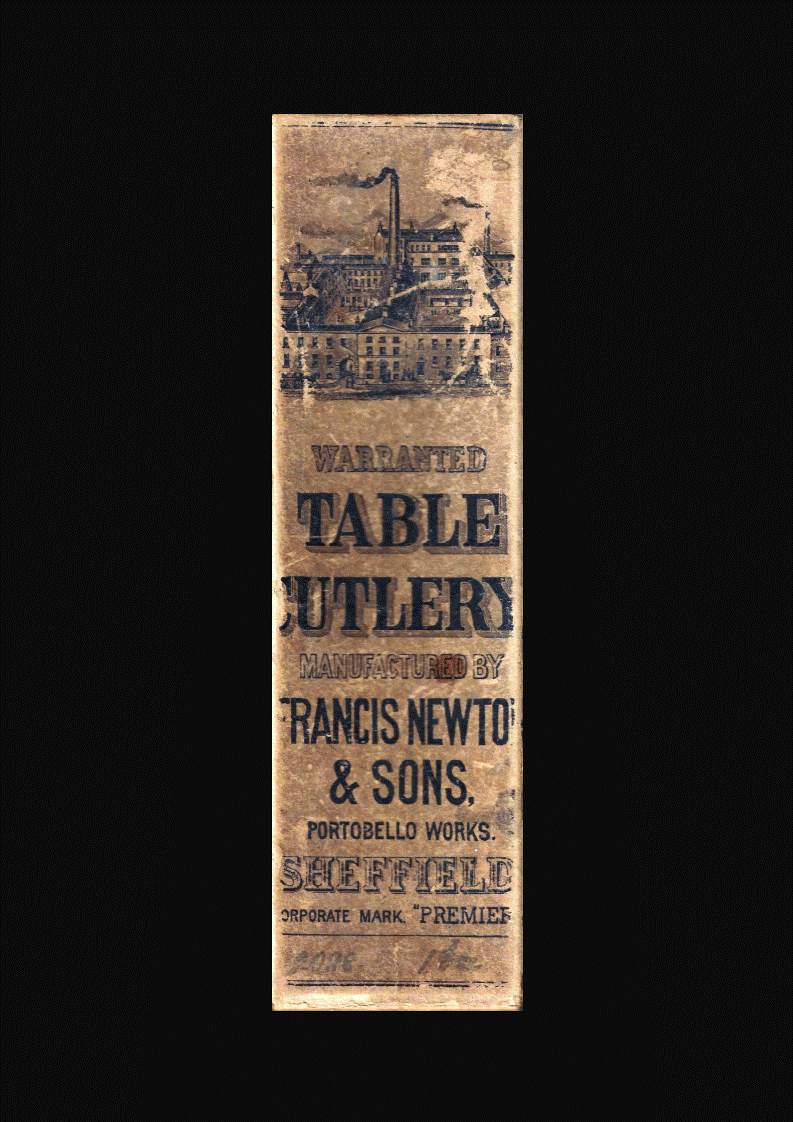 WARRANTED
TABLE
CUTLERY
MANUFACTURED BY
FRANCIS NEWTO
& SONS,
PORTOBELLO WORKS.
SHEFFIELD
ORPORATE MARK. "PREMIER